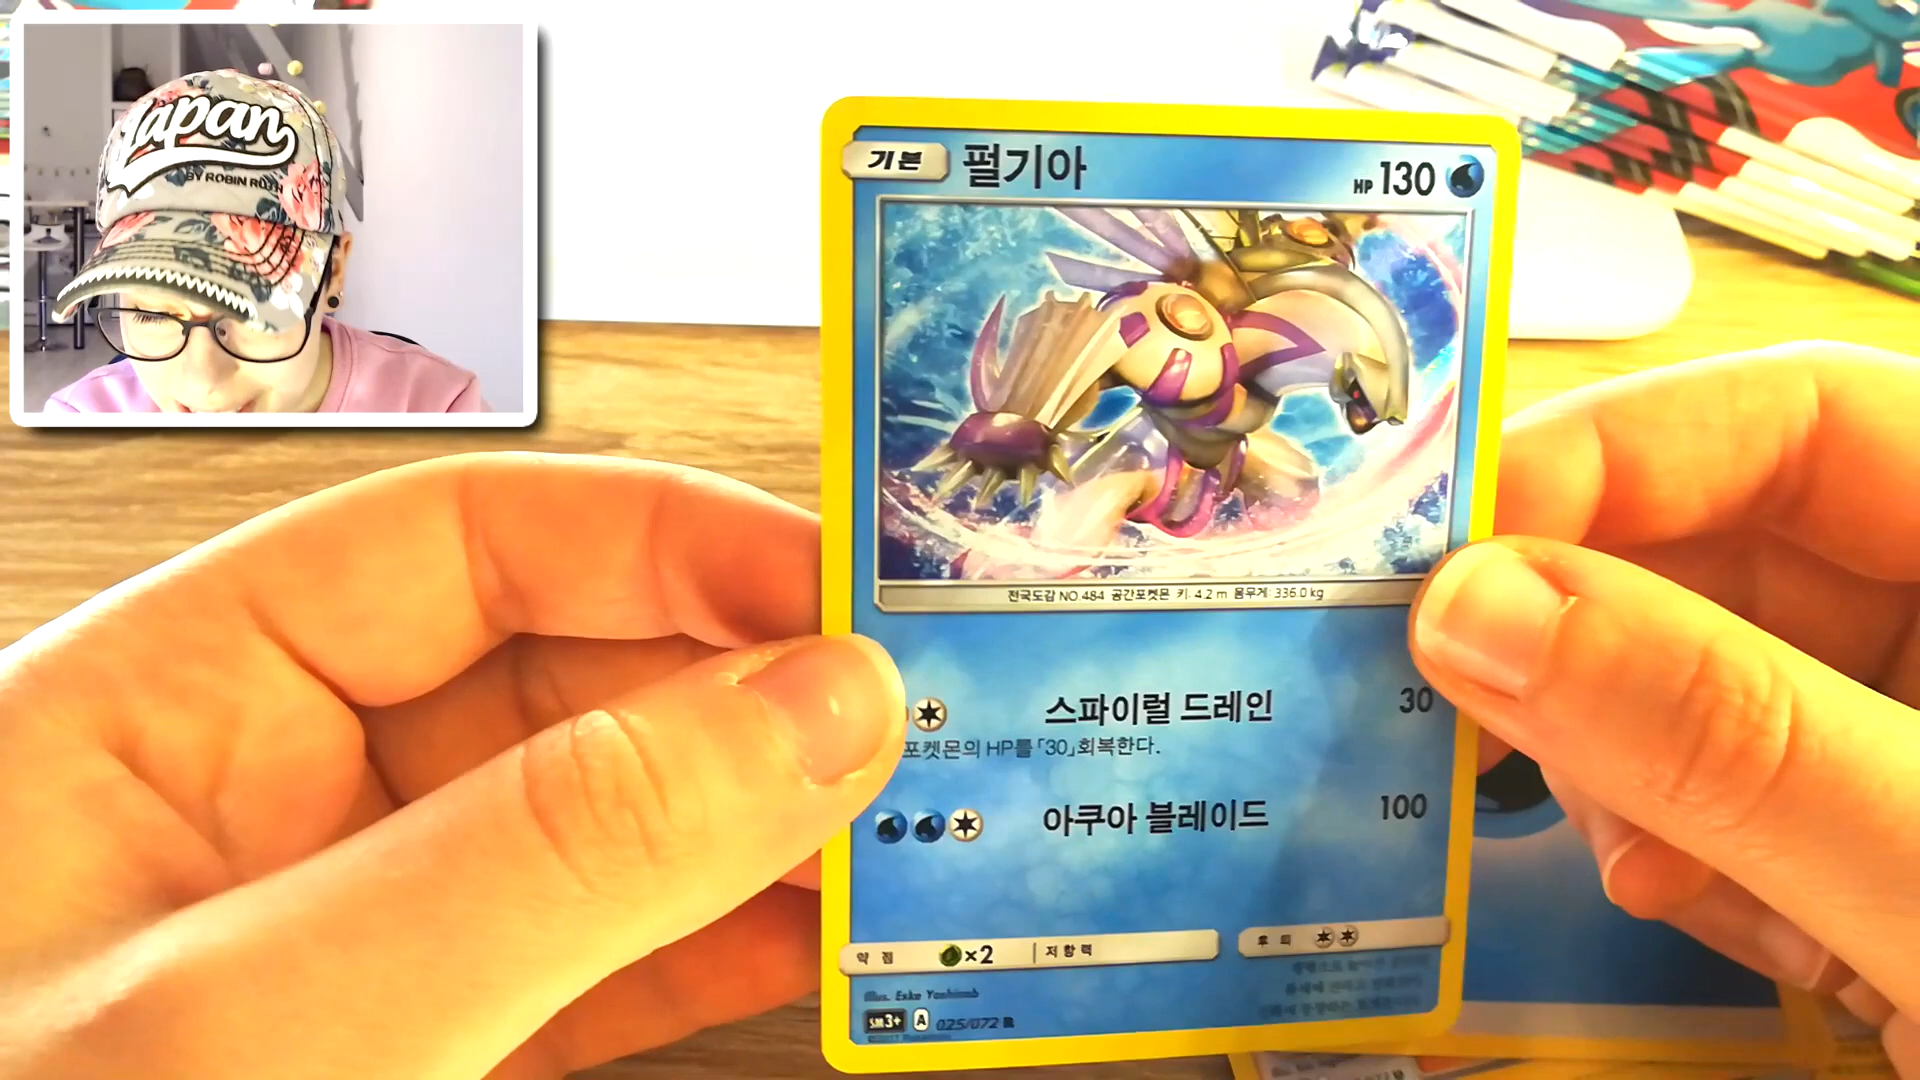 Japan
BY ROBIN RUTH
기본 펄기아 HP 130
전국도감 NO.484 공간포켓몬 키: 4.2 m 몸무게: 336.0 kg
스파이럴 드레인 30
포켓몬의 HP를 「30」회복한다.
아쿠아 블레이드 100
약점 ×2 저항력 후퇴
Illus.
SM3+ A 025/072 R